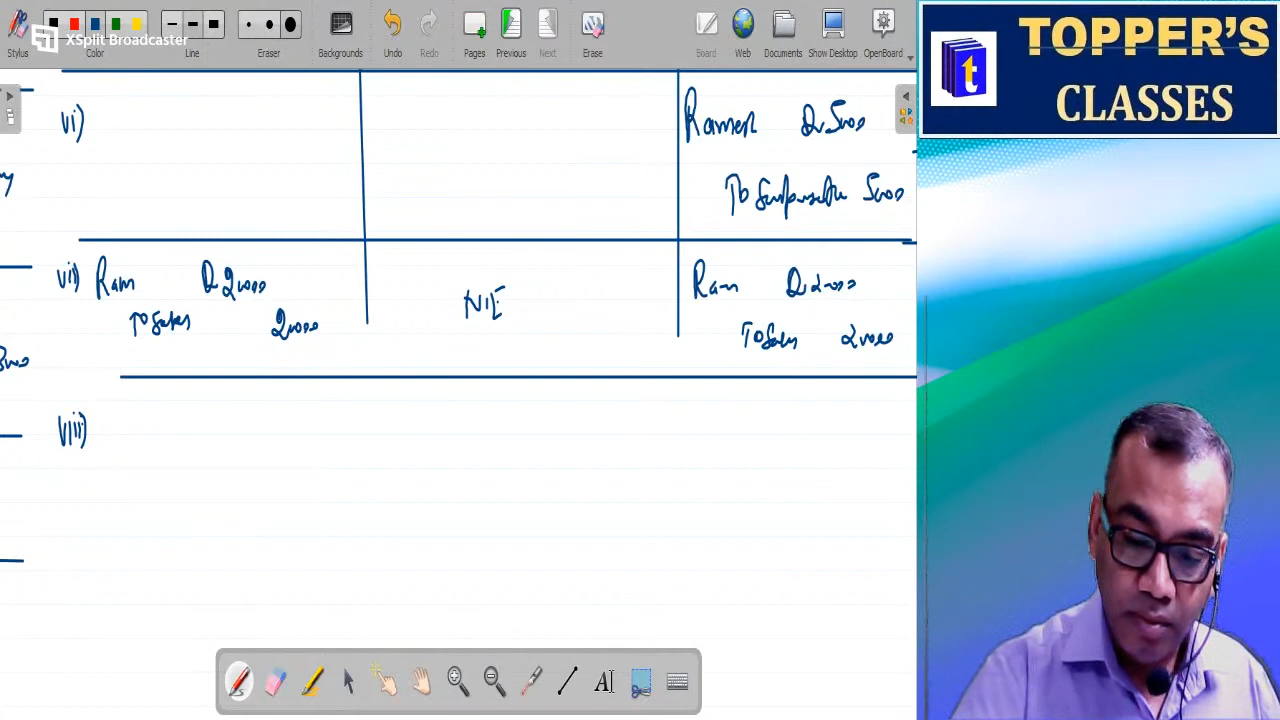 Stylus Color Line Eraser Backgrounds Undo Redo Pages Previous Next Erase Board Web Documents Show Desktop OpenBoard
XSplit Broadcaster
TOPPER'S
CLASSES
t
vi) Ramesh Dr 5000
To Suspense A/c 5000
vii) Ram Dr 2000 NIL Ram Dr 2000
To Sales 2000 To Sales 2000
viii)